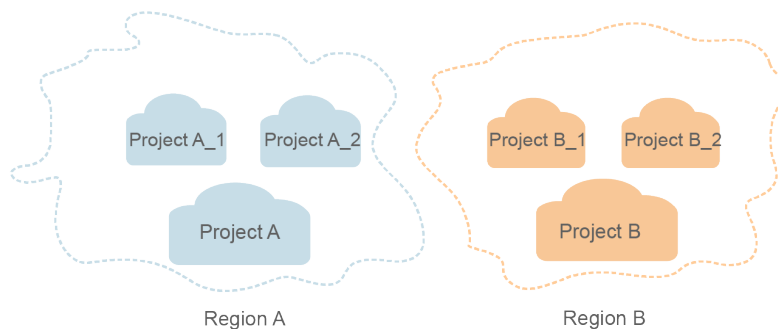 Project A_1
Project A_2
Project A
Region A
Project B_1
Project B_2
Project B
Region B